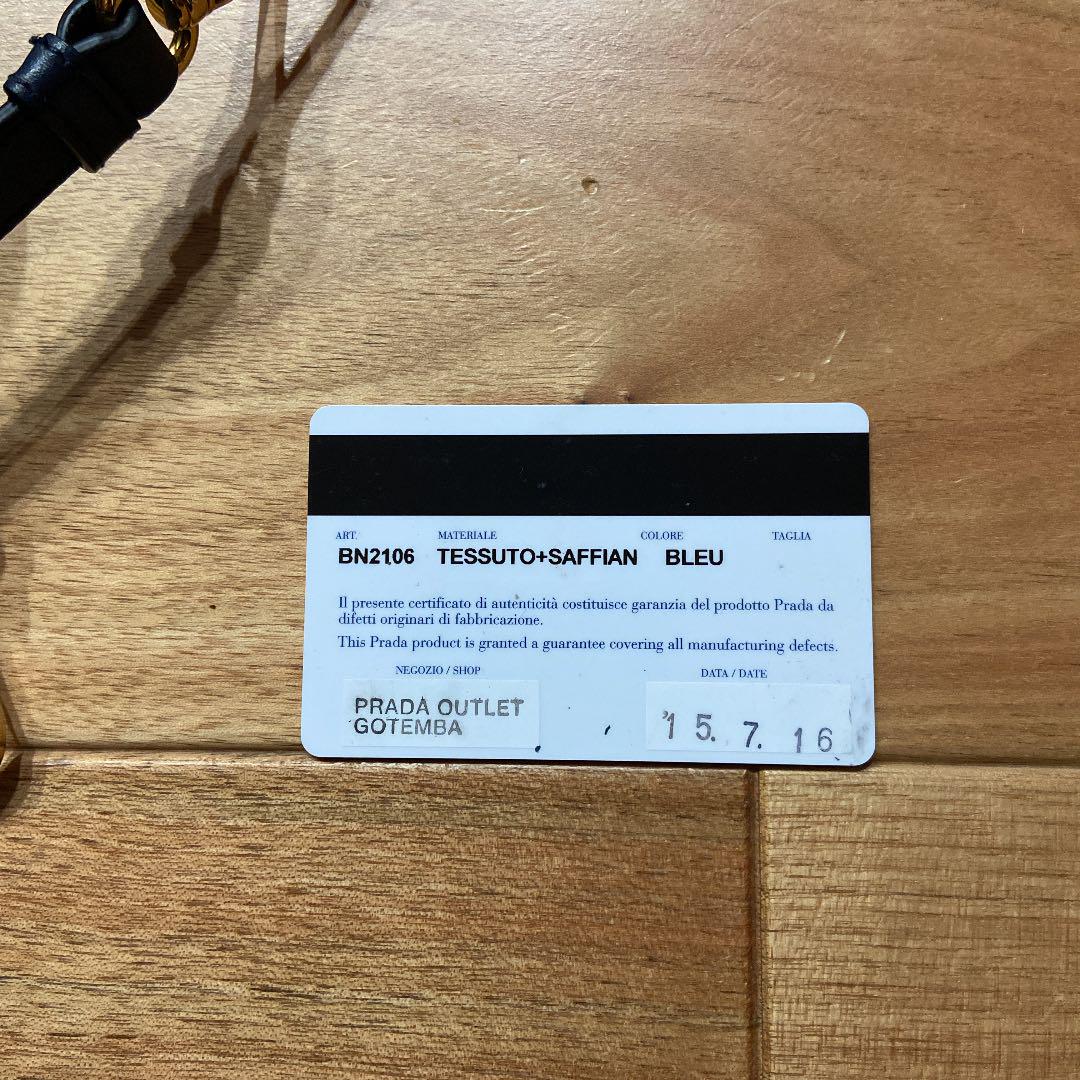 ART. MATERIALE COLORE TAGLIA
BN2106 TESSUTO+SAFFIAN BLEU
Il presente certificato di autenticità costituisce garanzia del prodotto Prada da
difetti originari di fabbricazione.
This Prada product is granted a guarantee covering all manufacturing defects.
NEGOZIO / SHOP DATA / DATE
PRADA OUTLET
GOTEMBA
'15. 7. 16